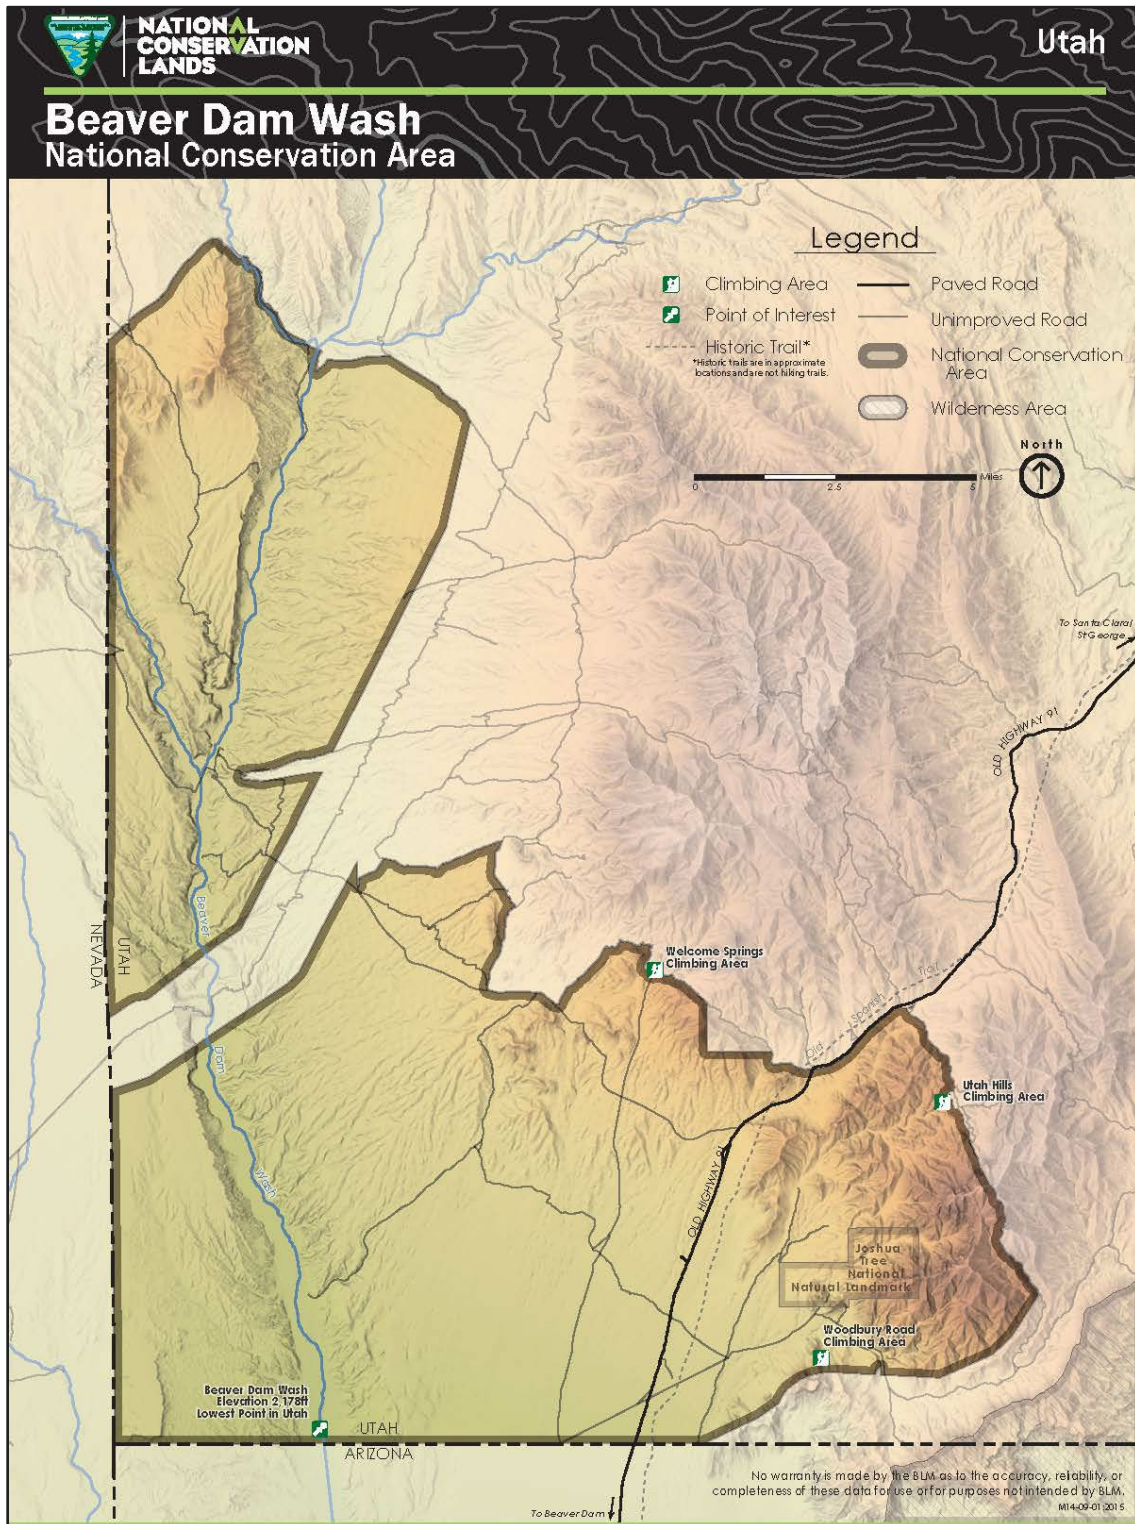 NATIONAL
CONSERVATION
LANDS
Utah
Beaver Dam Wash
National Conservation Area
Legend
Climbing Area
Point of Interest
Historic Trail*
*Historic trails are in approximate
locations and are not hiking trails.
Paved Road
Unimproved Road
National Conservation
Area
Wilderness Area
North
0 2.5 5 Miles
To Santa Clara/
St George
OLD HIGHWAY 91
Beaver
NEVADA
UTAH
Welcome Springs
Climbing Area
Old Spanish Trail
Dam
Utah Hills
Climbing Area
Wash
OLD HIGHWAY 91
Joshua
Tree
National
Natural Landmark
Woodbury Road
Climbing Area
Beaver Dam Wash
Elevation 2,178ft
Lowest Point in Utah
UTAH
ARIZONA
No warranty is made by the BLM as to the accuracy, reliability, or
completeness of these data for use or for purposes not intended by BLM.
M14-09-01:2015
To Beaver Dam